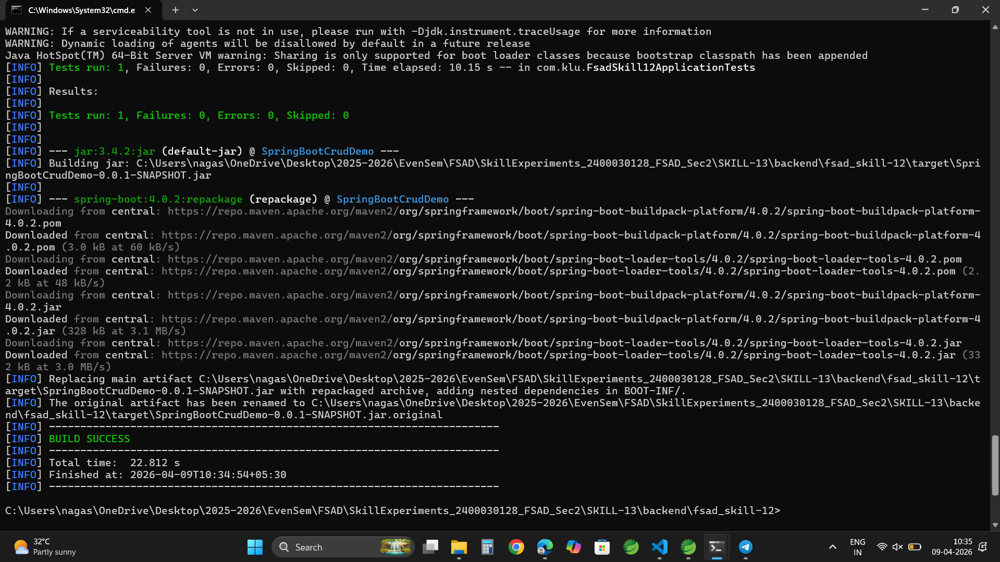 C:\Windows\System32\cmd.e
WARNING: If a serviceability tool is not in use, please run with -Djdk.instrument.traceUsage for more information
WARNING: Dynamic loading of agents will be disallowed by default in a future release
Java HotSpot(TM) 64-Bit Server VM warning: Sharing is only supported for boot loader classes because bootstrap classpath has been appended
[INFO] Tests run: 1, Failures: 0, Errors: 0, Skipped: 0, Time elapsed: 10.15 s -- in com.klu.FsadSkill12ApplicationTests
[INFO]
[INFO] Results:
[INFO]
[INFO] Tests run: 1, Failures: 0, Errors: 0, Skipped: 0
[INFO]
[INFO]
[INFO] --- jar:3.4.2:jar (default-jar) @ SpringBootCrudDemo ---
[INFO] Building jar: C:\Users\nagas\OneDrive\Desktop\2025-2026\EvenSem\FSAD\SkillExperiments_2400030128_FSAD_Sec2\SKILL-13\backend\fsad_skill-12\target\Spri
ngBootCrudDemo-0.0.1-SNAPSHOT.jar
[INFO]
[INFO] --- spring-boot:4.0.2:repackage (repackage) @ SpringBootCrudDemo ---
Downloading from central: https://repo.maven.apache.org/maven2/org/springframework/boot/spring-boot-buildpack-platform/4.0.2/spring-boot-buildpack-platform-
4.0.2.pom
Downloaded from central: https://repo.maven.apache.org/maven2/org/springframework/boot/spring-boot-buildpack-platform/4.0.2/spring-boot-buildpack-platform-4
.0.2.pom (3.0 kB at 60 kB/s)
Downloading from central: https://repo.maven.apache.org/maven2/org/springframework/boot/spring-boot-loader-tools/4.0.2/spring-boot-loader-tools-4.0.2.pom
Downloaded from central: https://repo.maven.apache.org/maven2/org/springframework/boot/spring-boot-loader-tools/4.0.2/spring-boot-loader-tools-4.0.2.pom (2.
2 kB at 48 kB/s)
Downloading from central: https://repo.maven.apache.org/maven2/org/springframework/boot/spring-boot-buildpack-platform/4.0.2/spring-boot-buildpack-platform-
4.0.2.jar
Downloaded from central: https://repo.maven.apache.org/maven2/org/springframework/boot/spring-boot-buildpack-platform/4.0.2/spring-boot-buildpack-platform-4
.0.2.jar (328 kB at 3.1 MB/s)
Downloading from central: https://repo.maven.apache.org/maven2/org/springframework/boot/spring-boot-loader-tools/4.0.2/spring-boot-loader-tools-4.0.2.jar
Downloaded from central: https://repo.maven.apache.org/maven2/org/springframework/boot/spring-boot-loader-tools/4.0.2/spring-boot-loader-tools-4.0.2.jar (33
2 kB at 3.0 MB/s)
[INFO] Replacing main artifact C:\Users\nagas\OneDrive\Desktop\2025-2026\EvenSem\FSAD\SkillExperiments_2400030128_FSAD_Sec2\SKILL-13\backend\fsad_skill-12\t
arget\SpringBootCrudDemo-0.0.1-SNAPSHOT.jar with repackaged archive, adding nested dependencies in BOOT-INF/.
[INFO] The original artifact has been renamed to C:\Users\nagas\OneDrive\Desktop\2025-2026\EvenSem\FSAD\SkillExperiments_2400030128_FSAD_Sec2\SKILL-13\backe
nd\fsad_skill-12\target\SpringBootCrudDemo-0.0.1-SNAPSHOT.jar.original
[INFO] ------------------------------------------------------------------------
[INFO] BUILD SUCCESS
[INFO] ------------------------------------------------------------------------
[INFO] Total time:  22.812 s
[INFO] Finished at: 2026-04-09T10:34:54+05:30
[INFO] ------------------------------------------------------------------------
C:\Users\nagas\OneDrive\Desktop\2025-2026\EvenSem\FSAD\SkillExperiments_2400030128_FSAD_Sec2\SKILL-13\backend\fsad_skill-12>
32°C
Partly sunny
Search
ENG
IN
10:35
09-04-2026